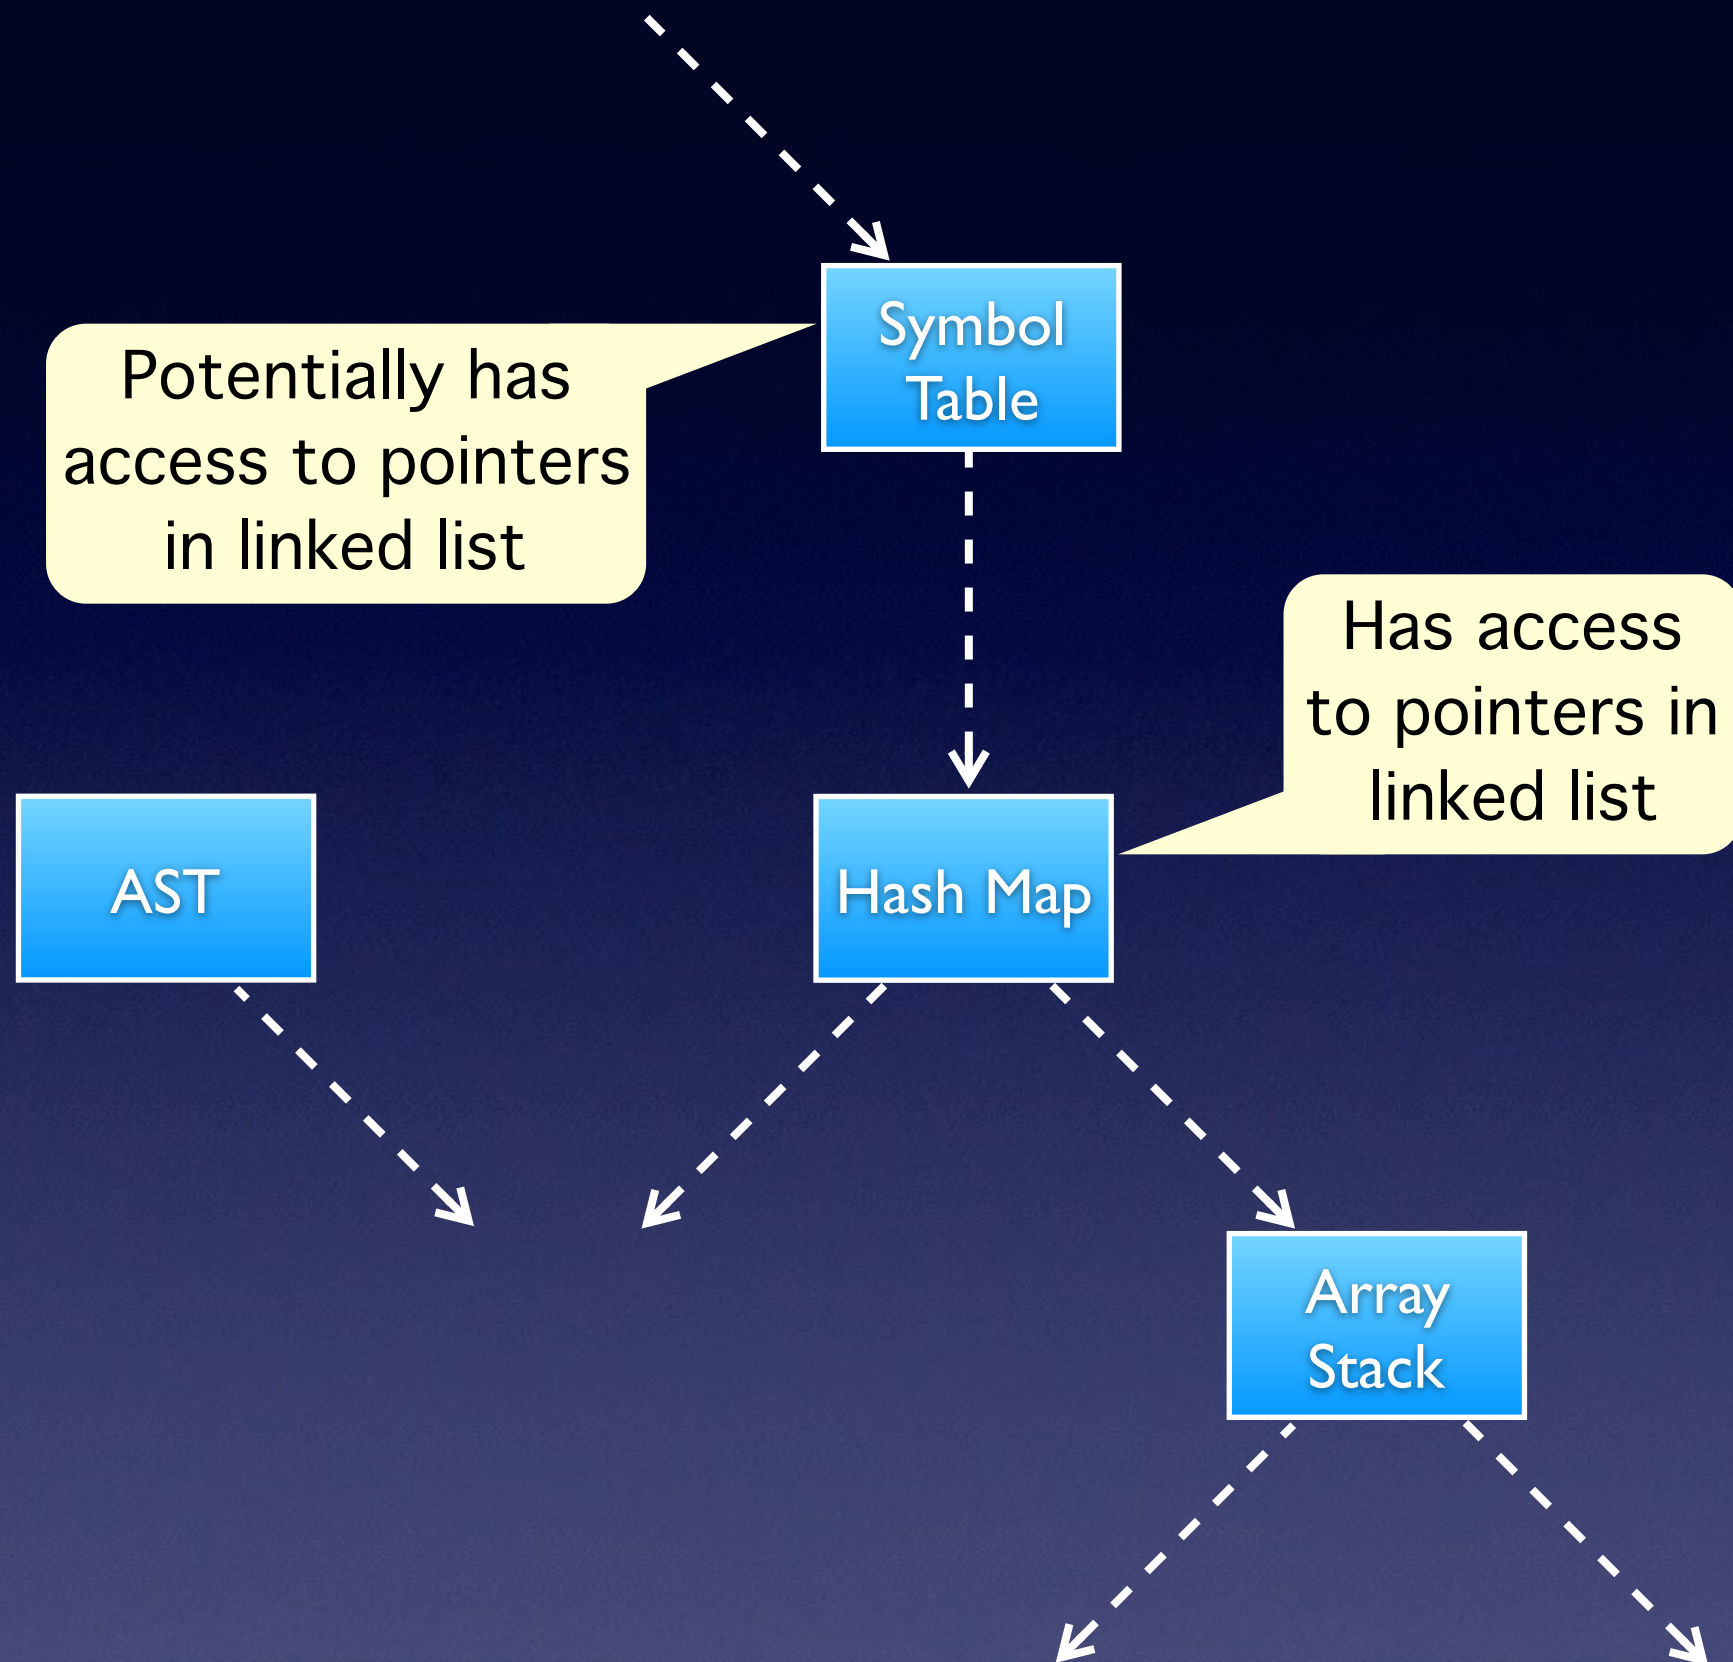 Symbol
Table
Potentially has
access to pointers
in linked list
Has access
to pointers in
linked list
AST
Hash Map
Array
Stack